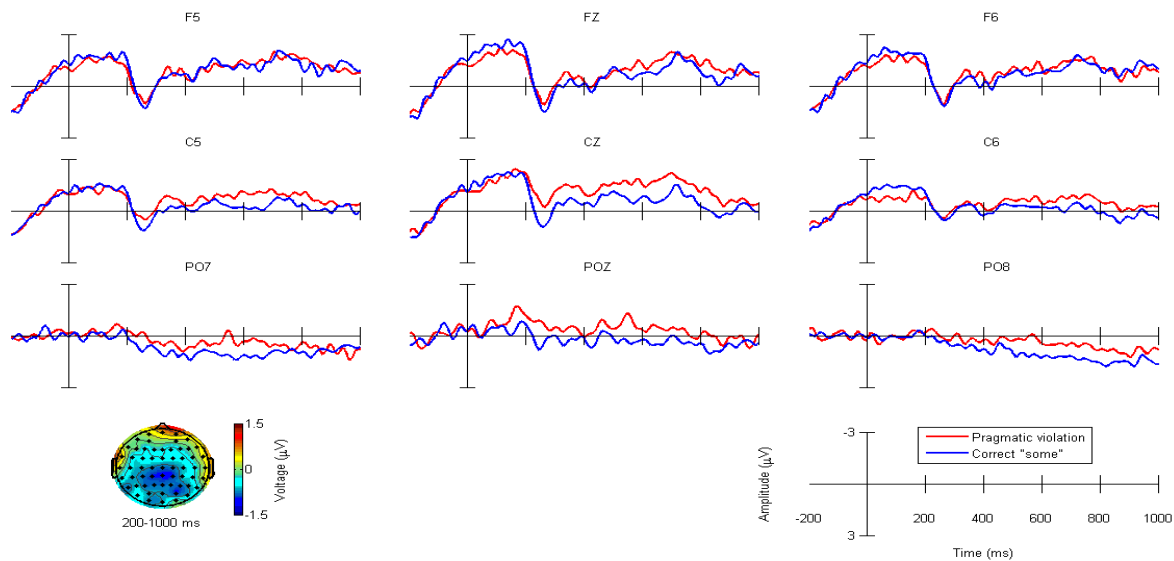 F5
FZ
F6
C5
CZ
C6
PO7
POZ
PO8
1.5
0
-1.5
Voltage (μV)
200-1000 ms
-3
3
Amplitude (μV)
Pragmatic violation
Correct "some"
-200 200 400 600 800 1000
Time (ms)